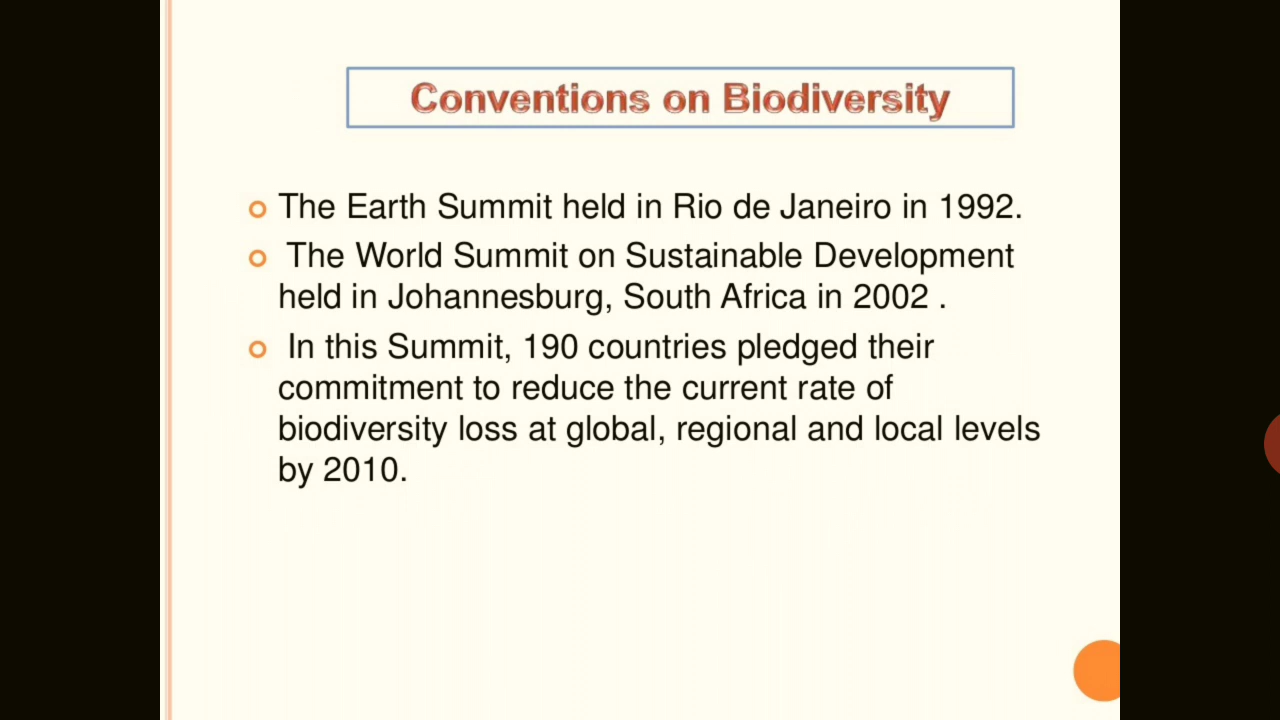 Conventions on Biodiversity
The Earth Summit held in Rio de Janeiro in 1992.
The World Summit on Sustainable Development
held in Johannesburg, South Africa in 2002 .
In this Summit, 190 countries pledged their
commitment to reduce the current rate of
biodiversity loss at global, regional and local levels
by 2010.